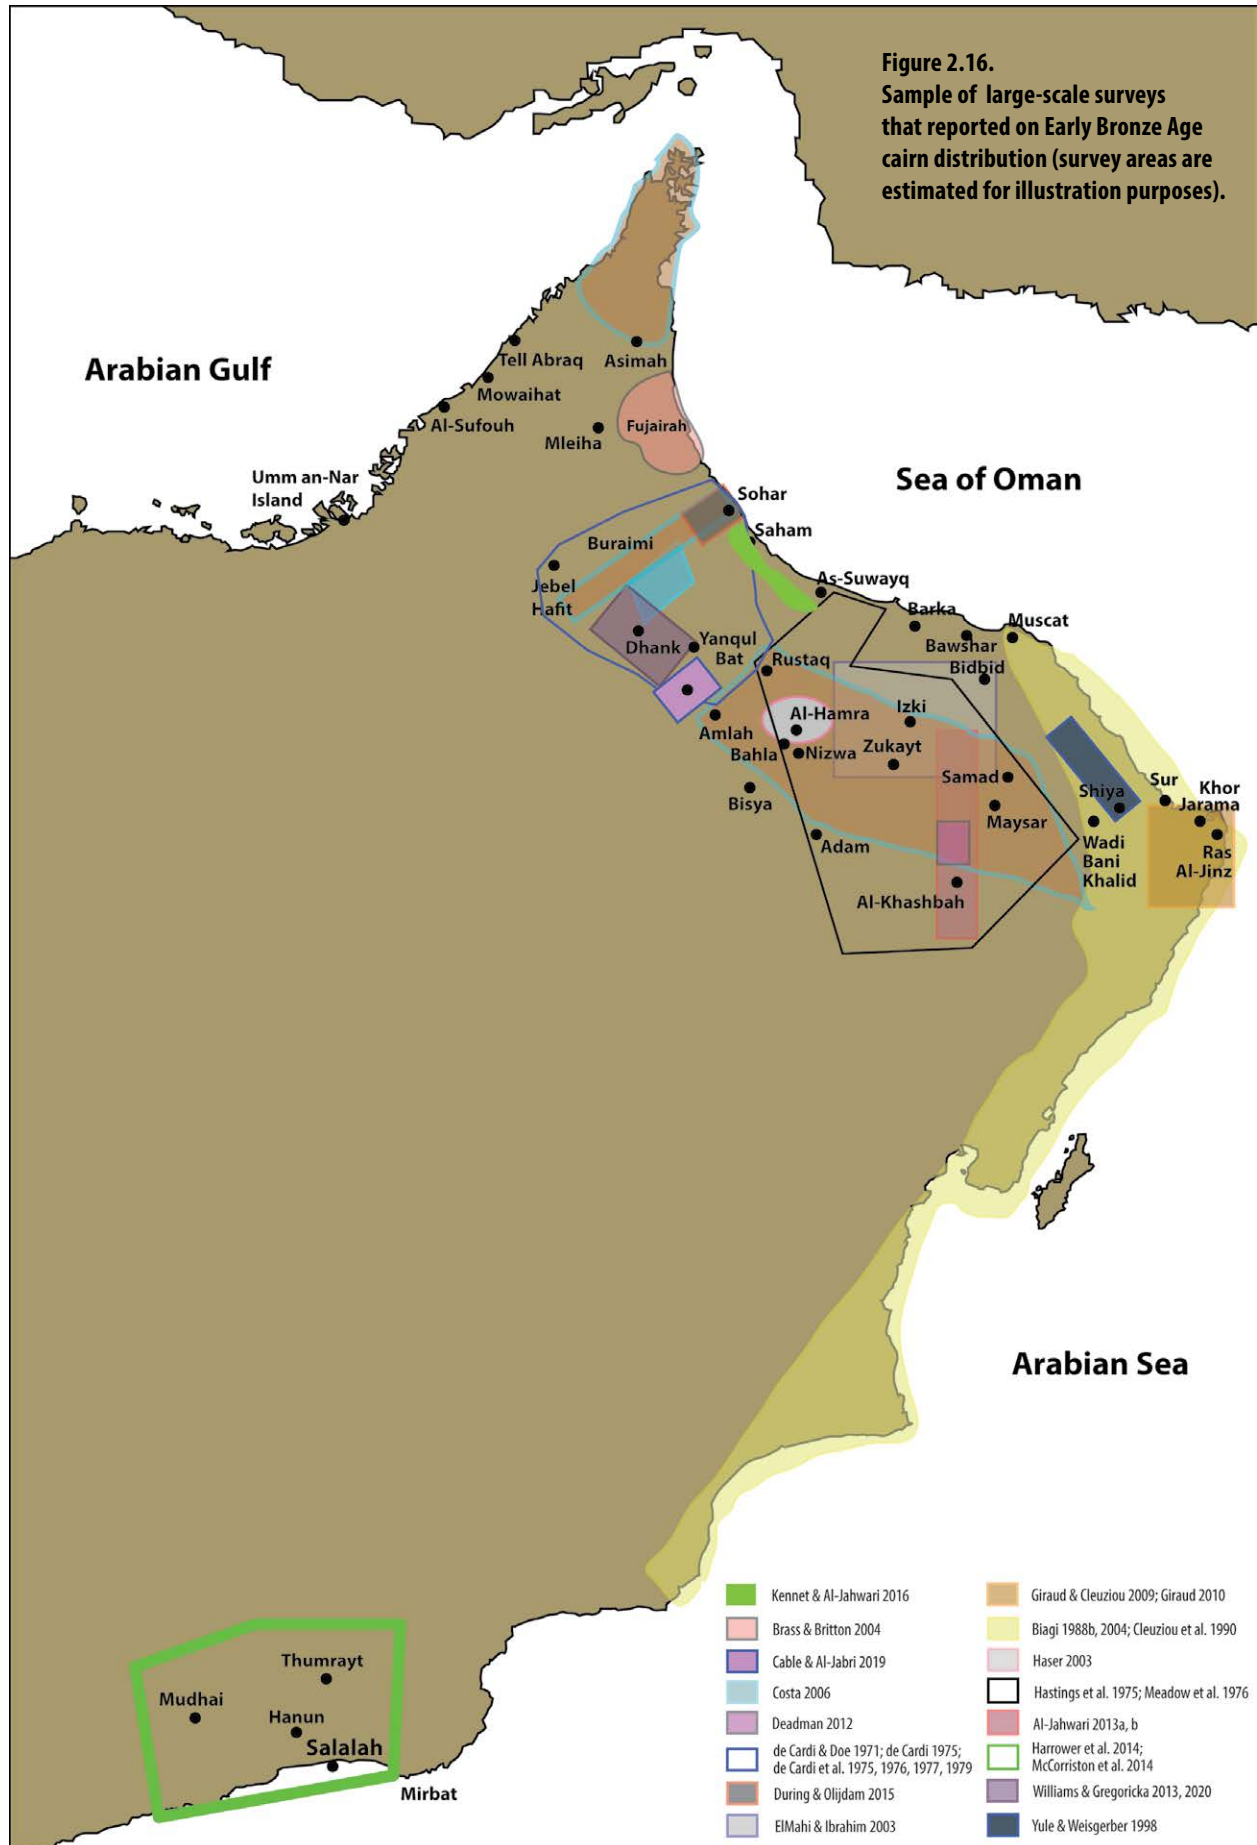 Figure 2.16.
Sample of large-scale surveys
that reported on Early Bronze Age
cairn distribution (survey areas are
estimated for illustration purposes).
Arabian Gulf
Tell Abraq
Asimah
Mowaihat
Al-Sufouh
Mleiha
Fujairah
Umm an-Nar
Island
Sea of Oman
Sohar
Saham
Buraimi
Jebel
Hafit
As-Suwayq
Barka
Muscat
Bawshar
Bidbid
Dhank
Yanqul
Bat
Rustaq
Al-Hamra
Izki
Amlah
Bahla
Nizwa
Zukayt
Samad
Bisya
Maysar
Adam
Al-Khashbah
Shiya
Sur
Khor
Jarama
Wadi
Bani
Khalid
Ras
Al-Jinz
Arabian Sea
Thumrayt
Mudhai
Hanun
Salalah
Mirbat
Kennet & Al-Jahwari 2016
Brass & Britton 2004
Cable & Al-Jabri 2019
Costa 2006
Deadman 2012
de Cardi & Doe 1971; de Cardi 1975;
de Cardi et al. 1975, 1976, 1977, 1979
During & Olijdam 2015
ElMahi & Ibrahim 2003
Giraud & Cleuziou 2009; Giraud 2010
Biagi 1988b, 2004; Cleuziou et al. 1990
Haser 2003
Hastings et al. 1975; Meadow et al. 1976
Al-Jahwari 2013a, b
Harrower et al. 2014;
McCorriston et al. 2014
Williams & Gregoricka 2013, 2020
Yule & Weisgerber 1998